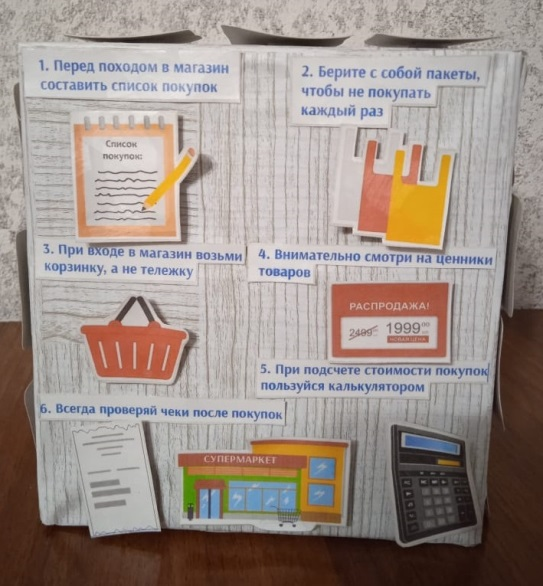 1. Перед походом в магазин
составить список покупок
2. Берите с собой пакеты,
чтобы не покупать
каждый раз
Список
покупок:
3. При входе в магазин возьми
корзинку, а не тележку
4. Внимательно смотри на ценники
товаров
РАСПРОДАЖА!
2499
1999
НОВАЯ ЦЕНА
5. При подсчете стоимости покупок
пользуйся калькулятором
6. Всегда проверяй чеки после покупок
СУПЕРМАРКЕТ